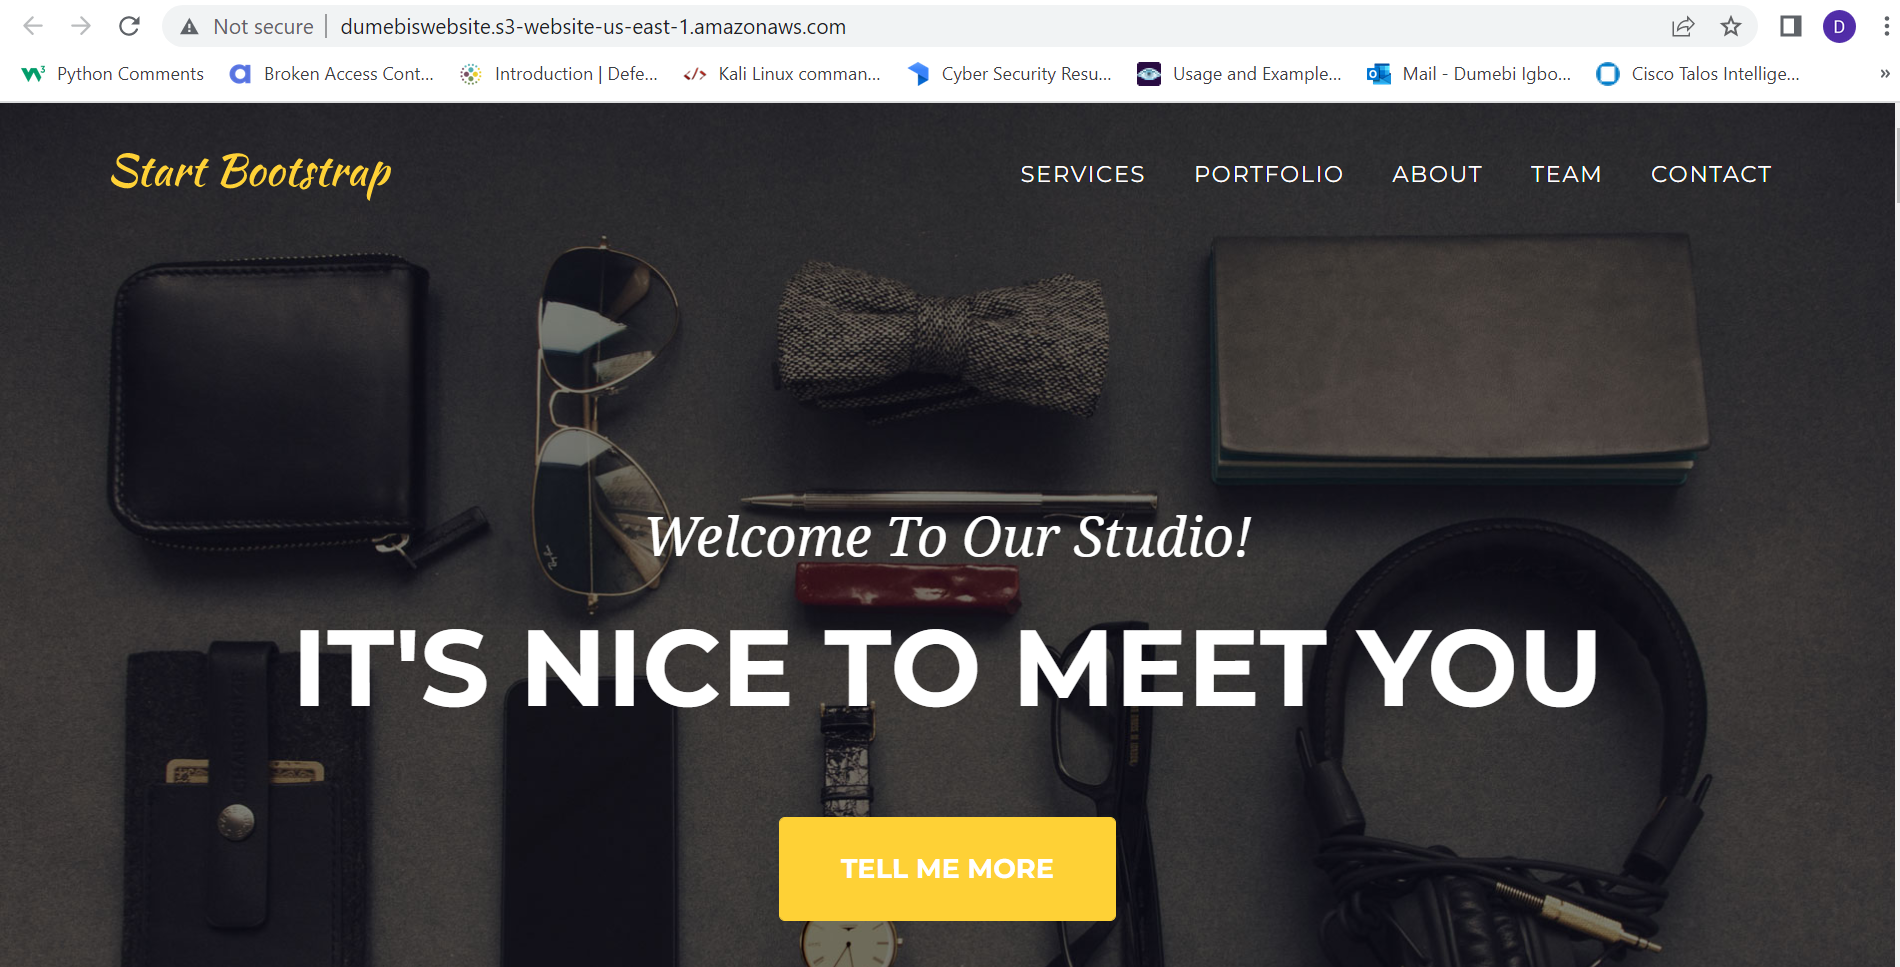 Not secure | dumebiswebsite.s3-website-us-east-1.amazonaws.com
D
Python Comments Broken Access Cont... Introduction | Defe... Kali Linux comman... Cyber Security Resu... Usage and Example... Mail - Dumebi Igbo... Cisco Talos Intellige... »
Start Bootstrap
SERVICES PORTFOLIO ABOUT TEAM CONTACT
Welcome To Our Studio!
IT'S NICE TO MEET YOU
TELL ME MORE